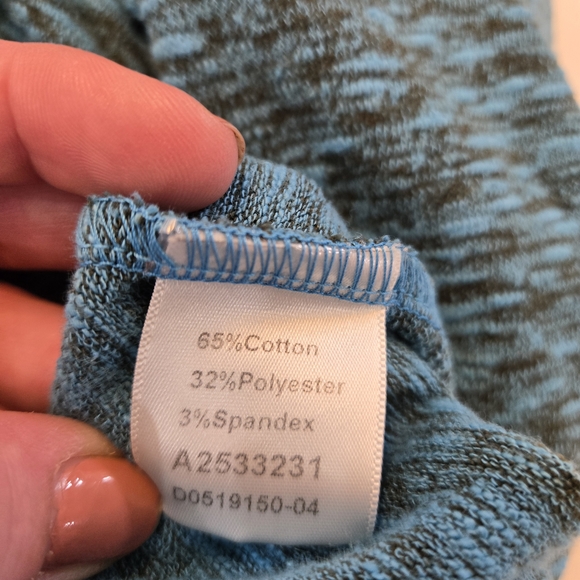 65%Cotton
32%Polyester
3%Spandex
A2533231
D0519150-04